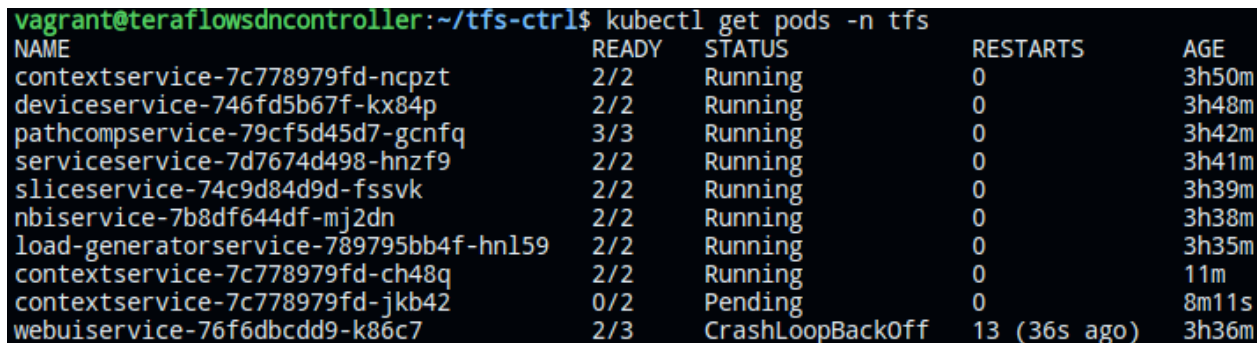 vagrant@teraflowsdncontroller:~/tfs-ctrl$ kubectl get pods -n tfs
NAME READY STATUS RESTARTS AGE
contextservice-7c778979fd-ncpzt 2/2 Running 0 3h50m
deviceservice-746fd5b67f-kx84p 2/2 Running 0 3h48m
pathcompservice-79cf5d45d7-gcnfq 3/3 Running 0 3h42m
serviceservice-7d7674d498-hnzf9 2/2 Running 0 3h41m
sliceservice-74c9d84d9d-fssvk 2/2 Running 0 3h39m
nbiservice-7b8df644df-mj2dn 2/2 Running 0 3h38m
load-generatorservice-789795bb4f-hnl59 2/2 Running 0 3h35m
contextservice-7c778979fd-ch48q 2/2 Running 0 11m
contextservice-7c778979fd-jkb42 0/2 Pending 0 8m11s
webuiservice-76f6dbcdd9-k86c7 2/3 CrashLoopBackOff 13 (36s ago) 3h36m